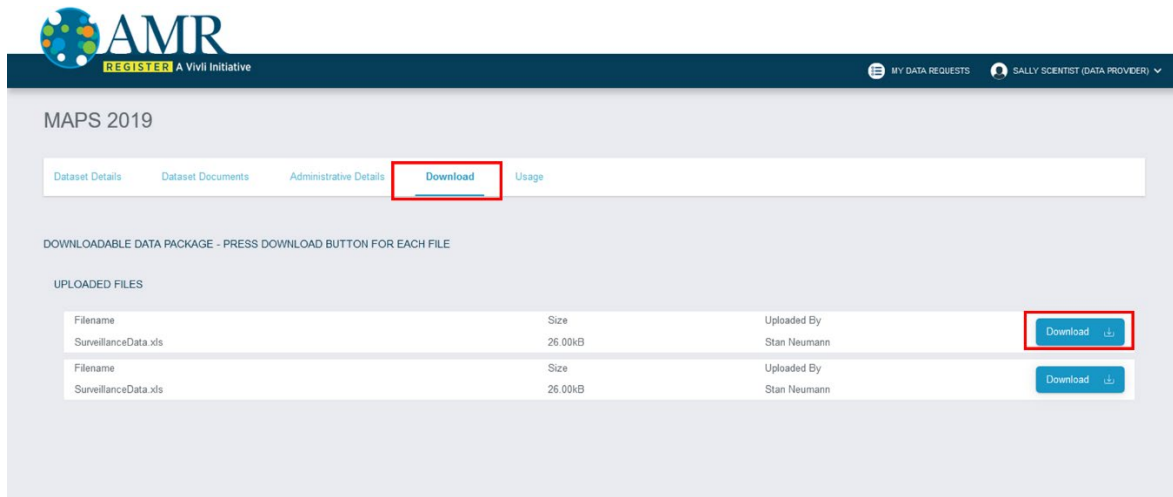 AMR
REGISTER A Vivli Initiative
MY DATA REQUESTS SALLY SCIENTIST (DATA PROVIDER)
MAPS 2019
Dataset Details Dataset Documents Administrative Details Download Usage
DOWNLOADABLE DATA PACKAGE - PRESS DOWNLOAD BUTTON FOR EACH FILE
UPLOADED FILES
Filename Size Uploaded By
SurveillanceData.xls 26.00kB Stan Neumann
Download
Filename Size Uploaded By
SurveillanceData.xls 26.00kB Stan Neumann
Download